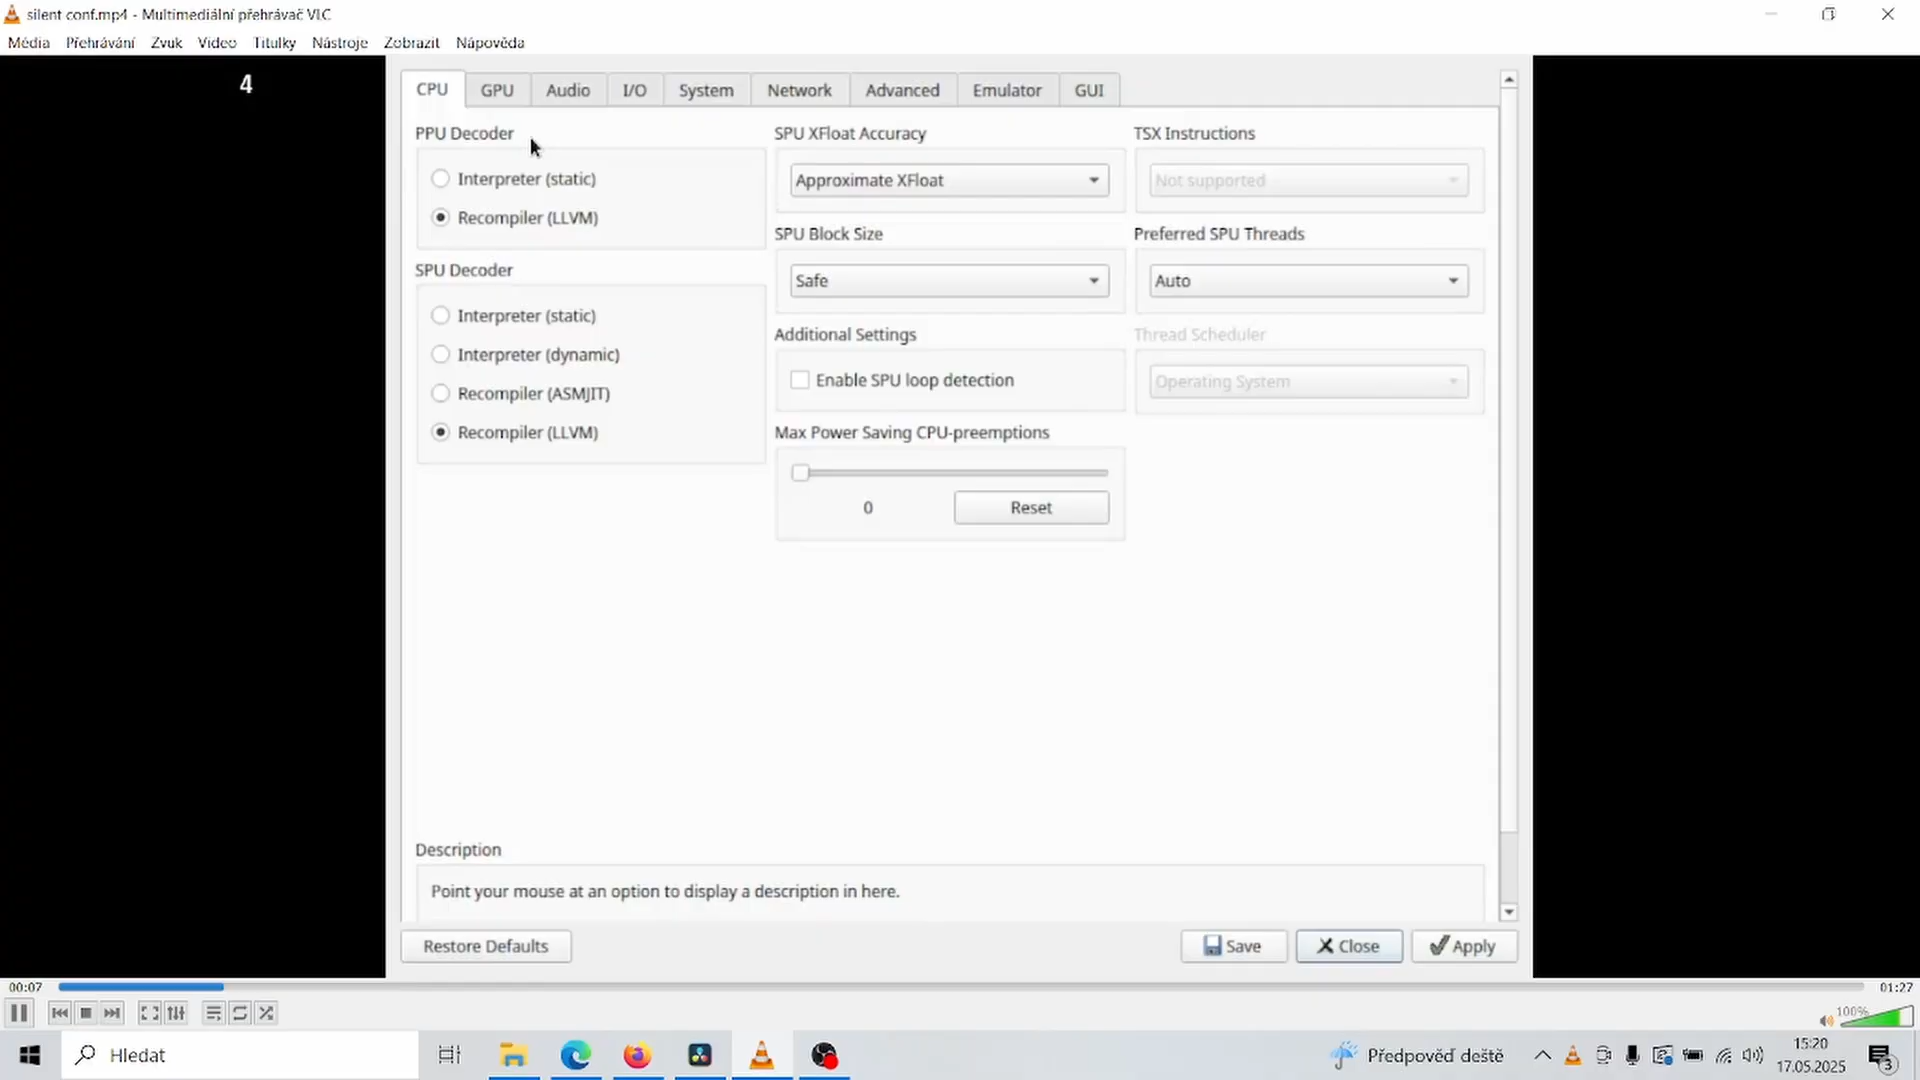 silent conf.mp4 - Multimediální přehrávač VLC
Média Přehrávání Zvuk Video Titulky Nástroje Zobrazit Nápověda
4
CPU GPU Audio I/O System Network Advanced Emulator GUI
PPU Decoder
Interpreter (static)
Recompiler (LLVM)
SPU Decoder
Interpreter (static)
Interpreter (dynamic)
Recompiler (ASMJIT)
Recompiler (LLVM)
SPU XFloat Accuracy
Approximate XFloat
SPU Block Size
Safe
Additional Settings
Enable SPU loop detection
Max Power Saving CPU-preemptions
0 Reset
TSX Instructions
Not supported
Preferred SPU Threads
Auto
Thread Scheduler
Operating System
Description
Point your mouse at an option to display a description in here.
Restore Defaults Save Close Apply
00:07 01:27
100%
Hledat
Předpověď deště
15:20
17.05.2025
3